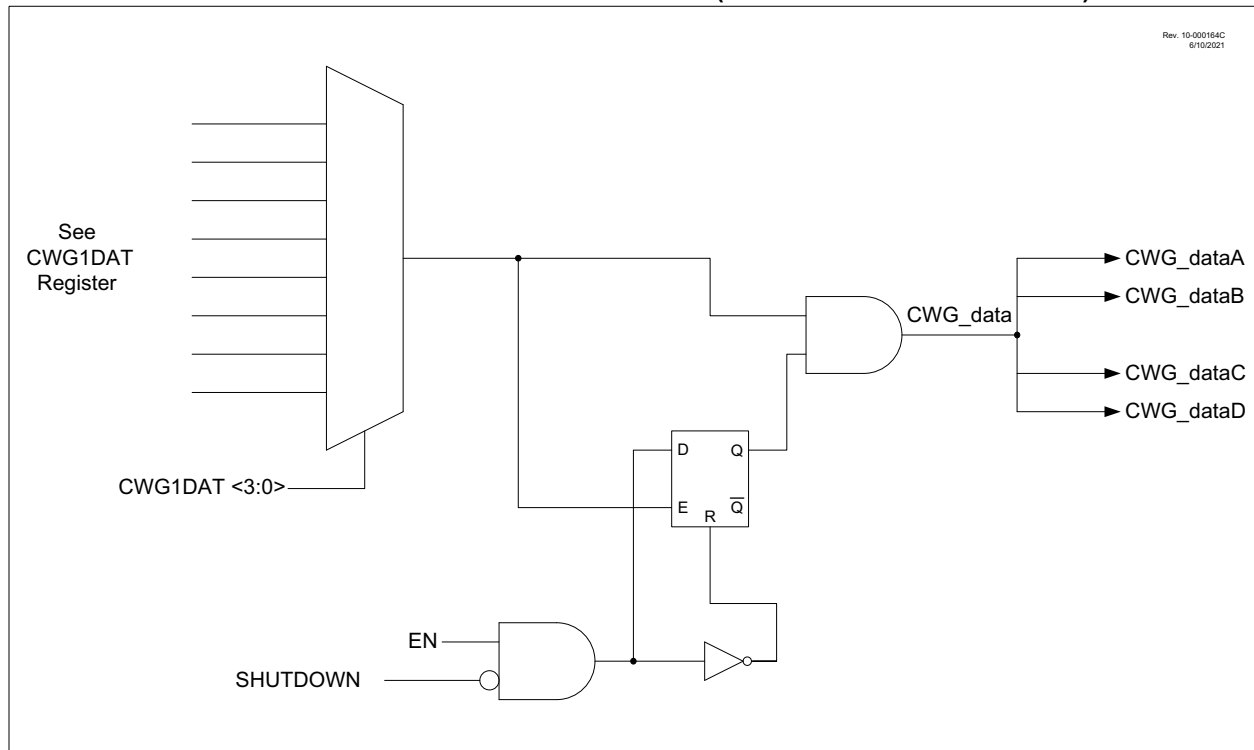 Rev. 10-000164C
6/10/2021
See
CWG1DAT
Register
CWG1DAT <3:0>
D
Q
E
Q̅
R
EN
SHUTDOWN
CWG_data
CWG_dataA
CWG_dataB
CWG_dataC
CWG_dataD